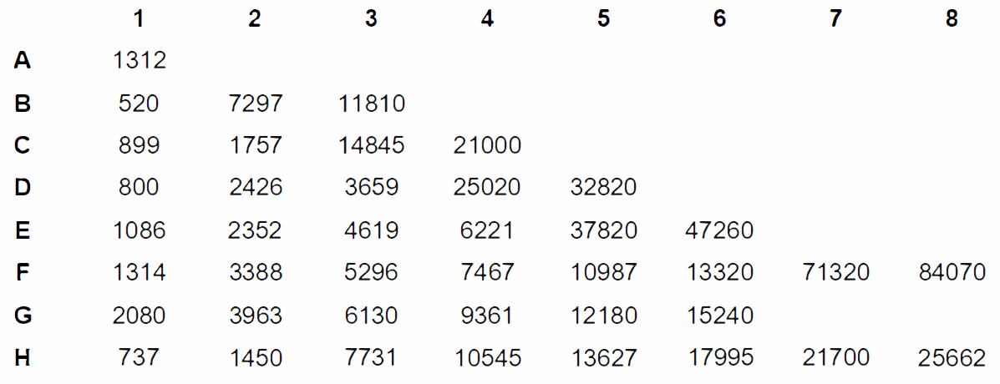 1 2 3 4 5 6 7 8
A 1312
B 520 7297 11810
C 899 1757 14845 21000
D 800 2426 3659 25020 32820
E 1086 2352 4619 6221 37820 47260
F 1314 3388 5296 7467 10987 13320 71320 84070
G 2080 3963 6130 9361 12180 15240
H 737 1450 7731 10545 13627 17995 21700 25662